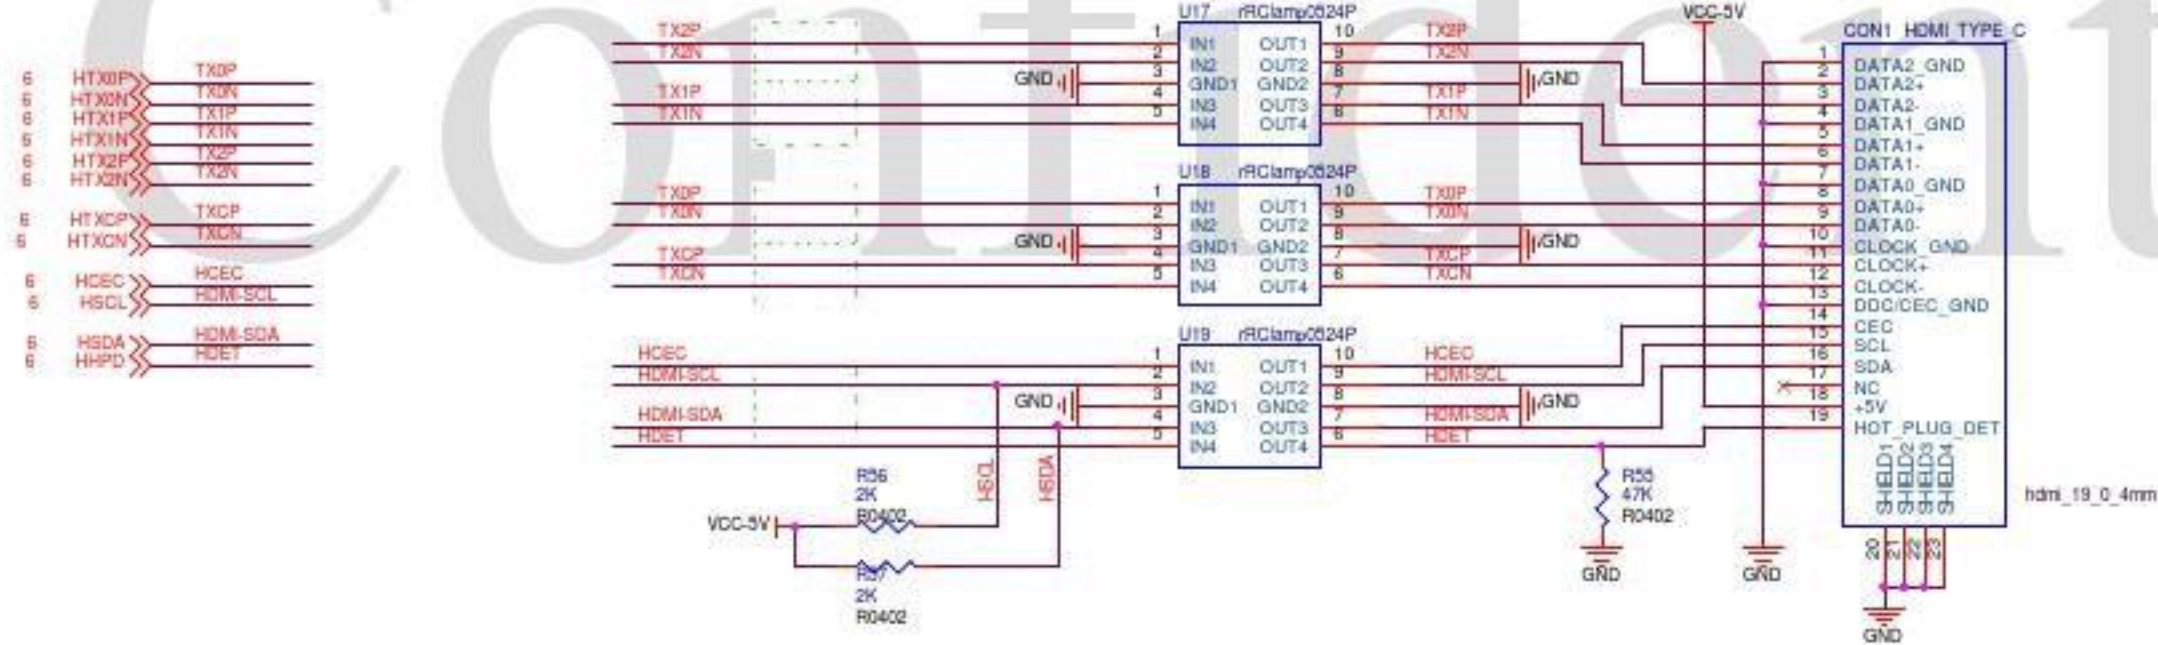 Confident
6 HTX0P TX0P
6 HTX0N TX0N
6 HTX1P TX1P
6 HTX1N TX1N
6 HTX2P TX2P
6 HTX2N TX2N
6 HTXCP TXCP
6 HTXCN TXCN
6 HCEC HCEC
6 HSCL HDMI-SCL
6 HSDA HDMI-SDA
6 HHPD HDET
U17 rRClamp0524P
TX2P 1 IN1 OUT1 10 TX2P
TX2N 2 IN2 OUT2 9 TX2N
GND 3 GND1 GND2 8 GND
TX1P 4 IN3 OUT3 7 TX1P
TX1N 5 IN4 OUT4 6 TX1N
U18 rRClamp0524P
TX0P 1 IN1 OUT1 10 TX0P
TX0N 2 IN2 OUT2 9 TX0N
GND 3 GND1 GND2 8 GND
TXCP 4 IN3 OUT3 7 TXCP
TXCN 5 IN4 OUT4 6 TXCN
U19 rRClamp0524P
HCEC 1 IN1 OUT1 10 HCEC
HDMI-SCL 2 IN2 OUT2 9 HDMI-SCL
GND 3 GND1 GND2 8 GND
HDMI-SDA 4 IN3 OUT3 7 HDMI-SDA
HDET 5 IN4 OUT4 6 HDET
HSCL
HSDA
R56
2K
R0402
VCC-5V
R57
2K
R0402
R55
47K
R0402
GND
GND
VCC-5V
CON1 HDMI_TYPE_C
1 DATA2_GND
2 DATA2+
3 DATA2-
4 DATA1_GND
5 DATA1+
6 DATA1-
7 DATA0_GND
8 DATA0+
9 DATA0-
10 CLOCK_GND
11 CLOCK+
12 CLOCK-
13 DDC/CEC_GND
14 CEC
15 SCL
16 SDA
17 NC
18 +5V
19 HOT_PLUG_DET
SHIELD1
SHIELD2
SHIELD3
SHIELD4
20
21
22
23
GND
hdmi_19_0_4mm